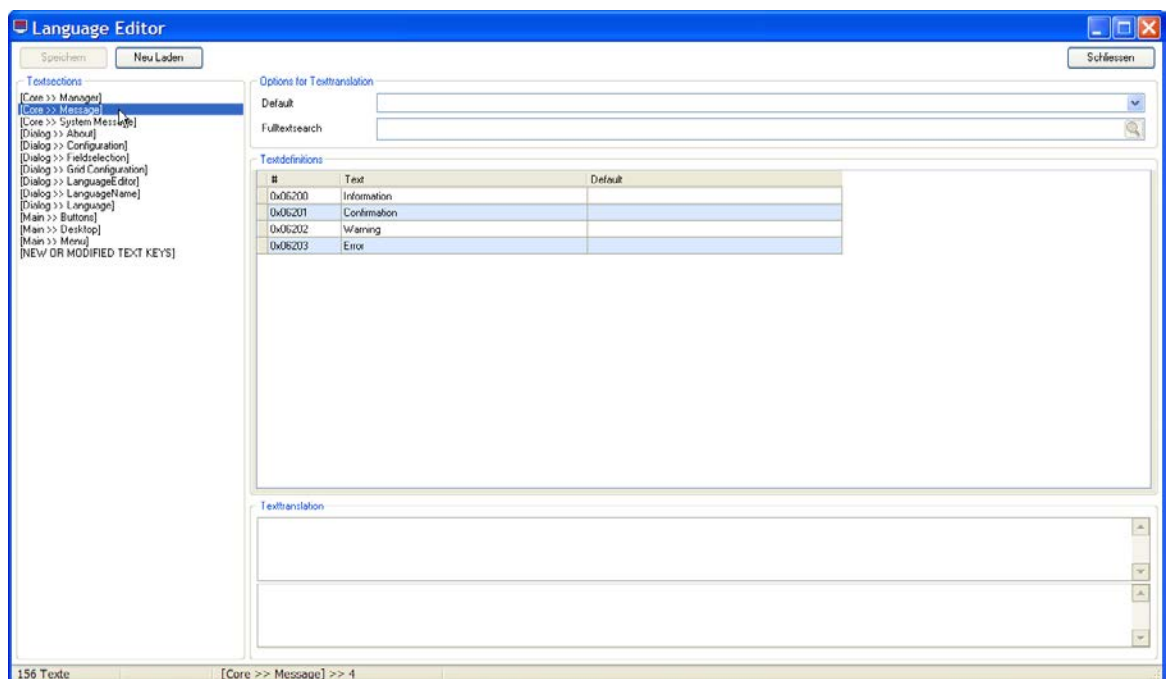 Language Editor
Speichern
Neu Laden
Schliessen
Textsections
[Core >> Manager]
[Core >> Message]
[Core >> System Message]
[Dialog >> About]
[Dialog >> Configuration]
[Dialog >> Fieldselection]
[Dialog >> Grid Configuration]
[Dialog >> LanguageEditor]
[Dialog >> LanguageName]
[Dialog >> Language]
[Main >> Buttons]
[Main >> Desktop]
[Main >> Menu]
[NEW OR MODIFIED TEXT KEYS]
Options for Texttranslation
Default
Fulltextsearch
Textdefinitions
# Text Default
0x06200 Information
0x06201 Confirmation
0x06202 Warning
0x06203 Error
Texttranslation
156 Texte [Core >> Message] >> 4